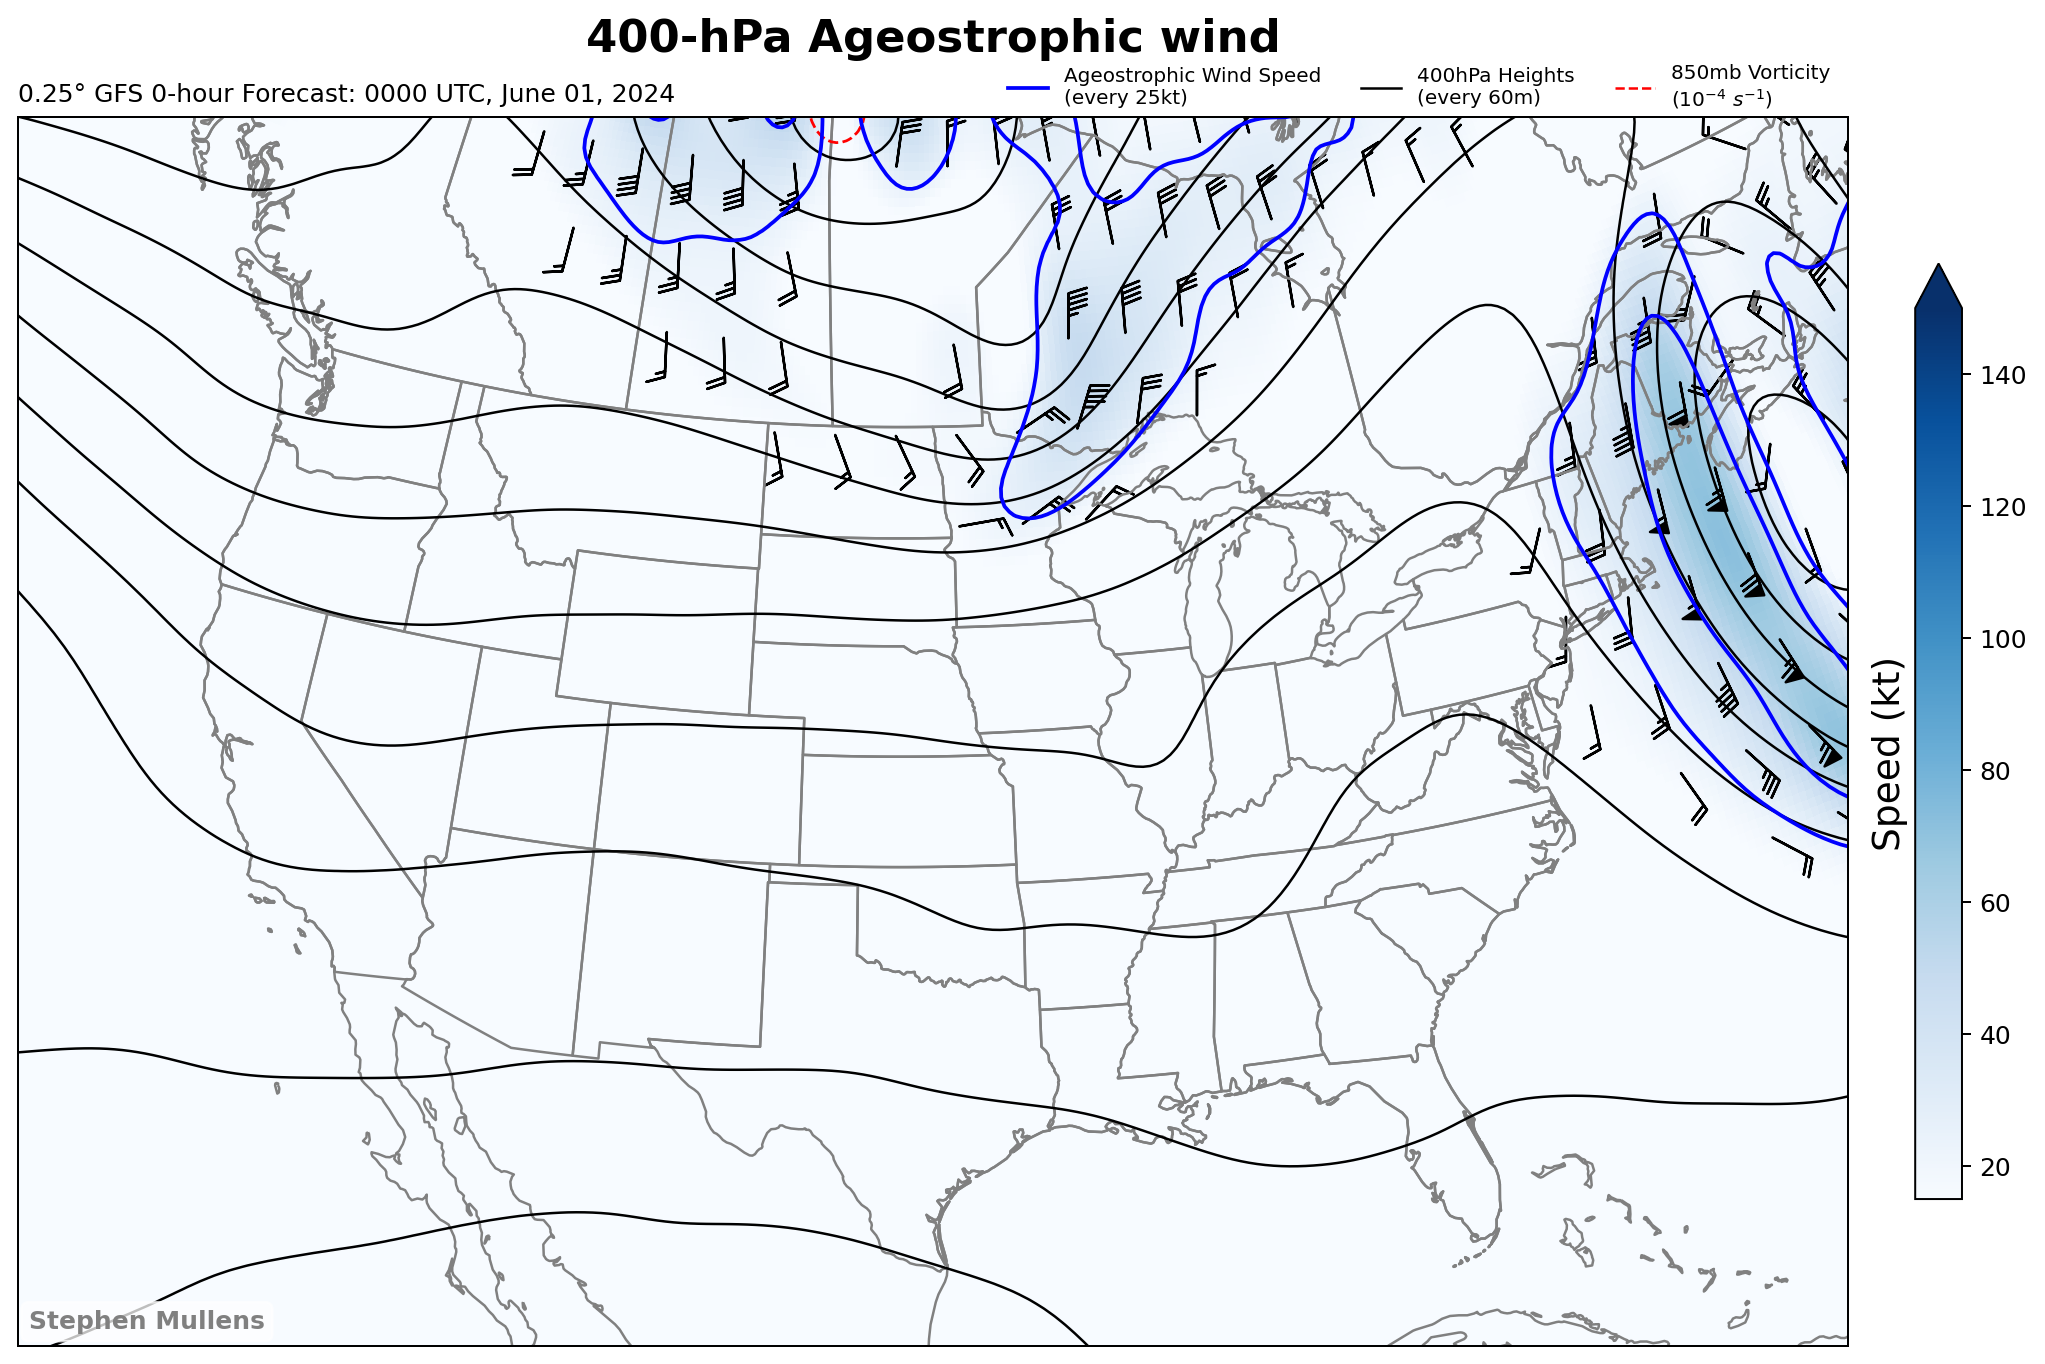 400-hPa Ageostrophic wind
0.25° GFS 0-hour Forecast: 0000 UTC, June 01, 2024
Ageostrophic Wind Speed
(every 25kt)
400hPa Heights
(every 60m)
850mb Vorticity
(10⁻⁴ s⁻¹)
140
120
100
80
60
40
20
Speed (kt)
Stephen Mullens